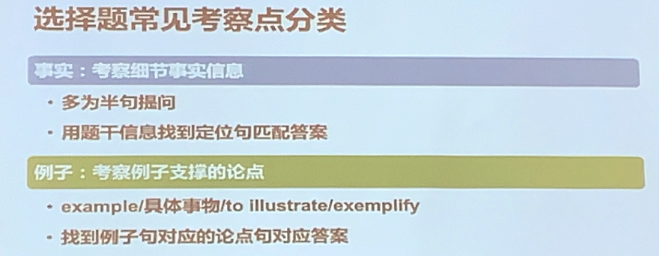 选择题常见考察点分类
事实：考察细节事实信息
・多为半句提问
・用题干信息找到定位句匹配答案
例子：考察例子支撑的论点
・example/具体事物/to illustrate/exemplify
・找到例子句对应的论点句对应答案